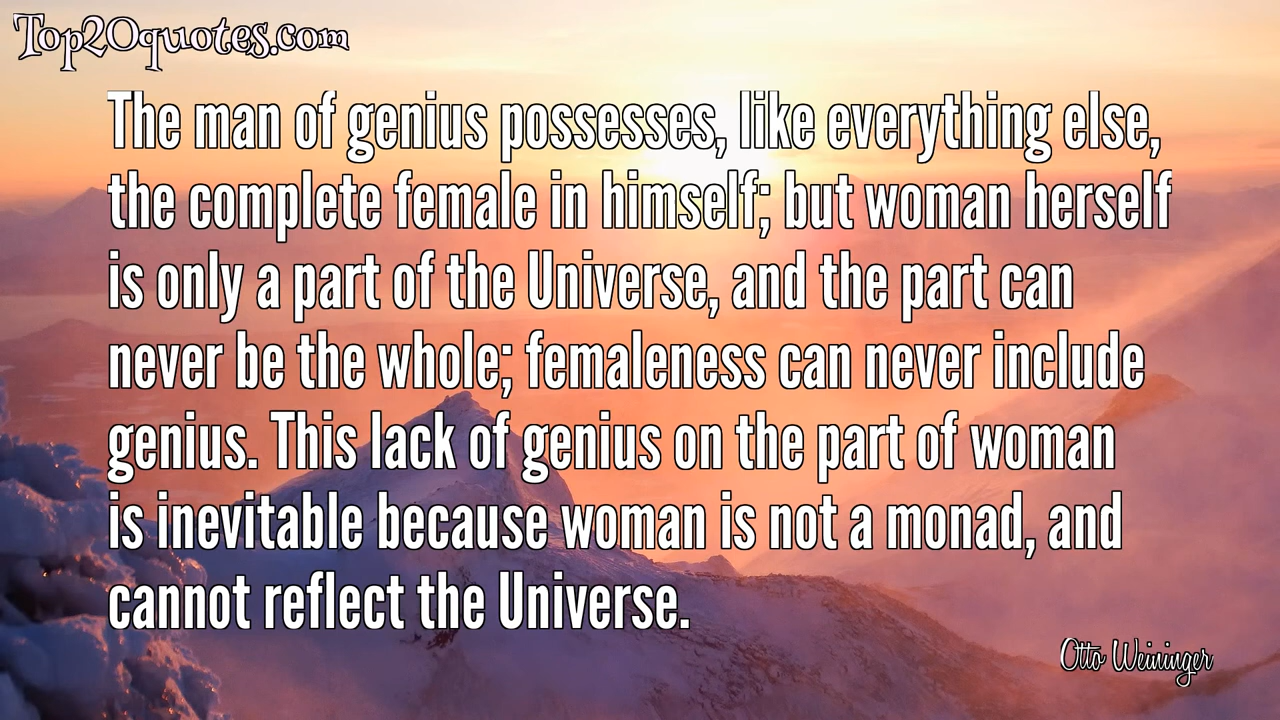 Top20quotes.com
The man of genius possesses, like everything else,
the complete female in himself; but woman herself
is only a part of the Universe, and the part can
never be the whole; femaleness can never include
genius. This lack of genius on the part of woman
is inevitable because woman is not a monad, and
cannot reflect the Universe.
Otto Weininger